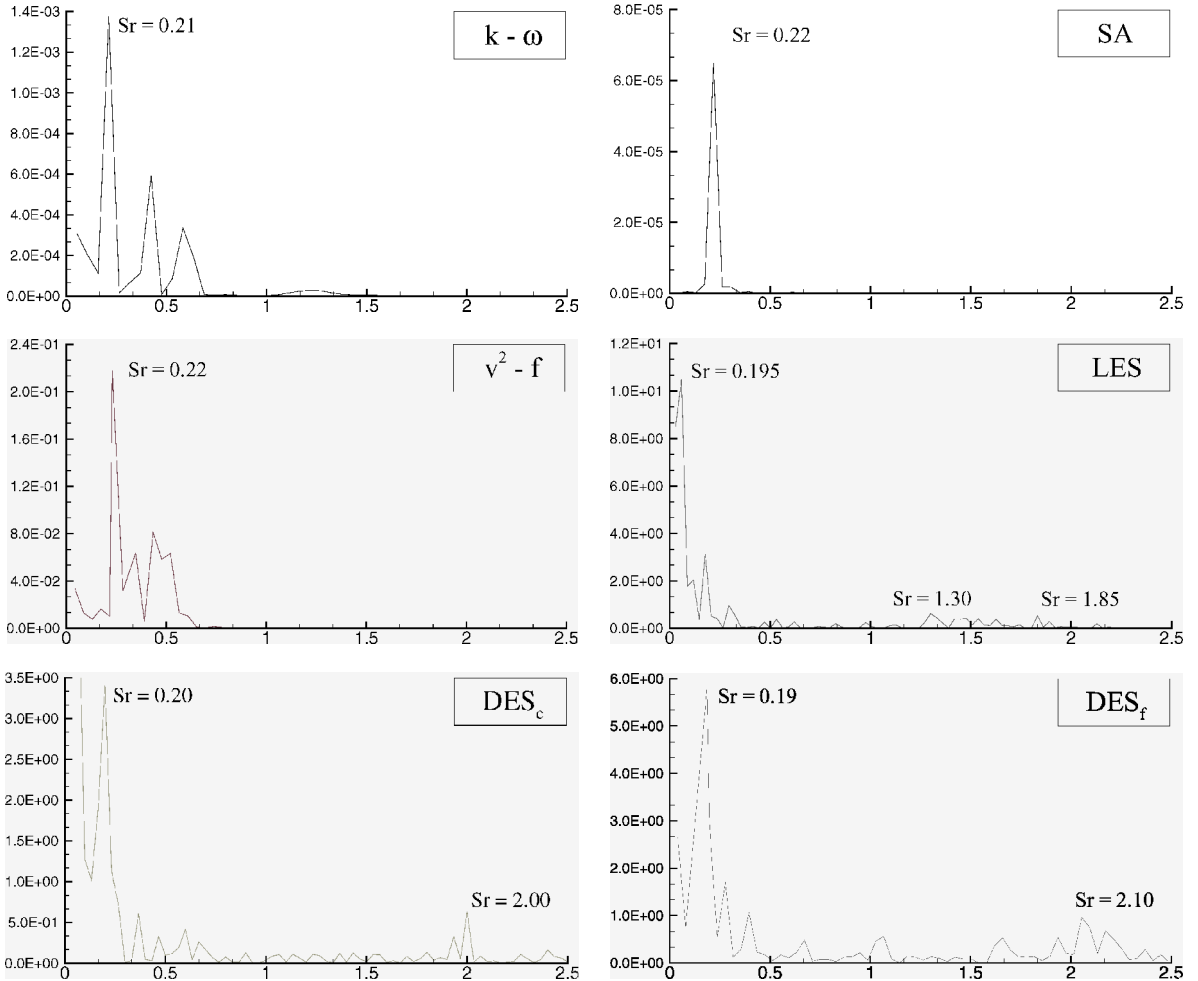 1.4E-03
1.2E-03
1.0E-03
8.0E-04
6.0E-04
4.0E-04
2.0E-04
0.0E+00
Sr = 0.21
k - ω
0 0.5 1 1.5 2 2.5
8.0E-05
6.0E-05
4.0E-05
2.0E-05
0.0E+00
Sr = 0.22
SA
0 0.5 1 1.5 2 2.5
2.4E-01
2.0E-01
1.6E-01
1.2E-01
8.0E-02
4.0E-02
0.0E+00
Sr = 0.22
v² - f
0 0.5 1 1.5 2 2.5
1.2E+01
1.0E+01
8.0E+00
6.0E+00
4.0E+00
2.0E+00
0.0E+00
Sr = 0.195
LES
Sr = 1.30
Sr = 1.85
0 0.5 1 1.5 2 2.5
3.5E+00
3.0E+00
2.5E+00
2.0E+00
1.5E+00
1.0E+00
5.0E-01
0.0E+00
Sr = 0.20
DESc
Sr = 2.00
0 0.5 1 1.5 2 2.5
6.0E+00
5.0E+00
4.0E+00
3.0E+00
2.0E+00
1.0E+00
0.0E+00
Sr = 0.19
DESf
Sr = 2.10
0 0.5 1 1.5 2 2.5